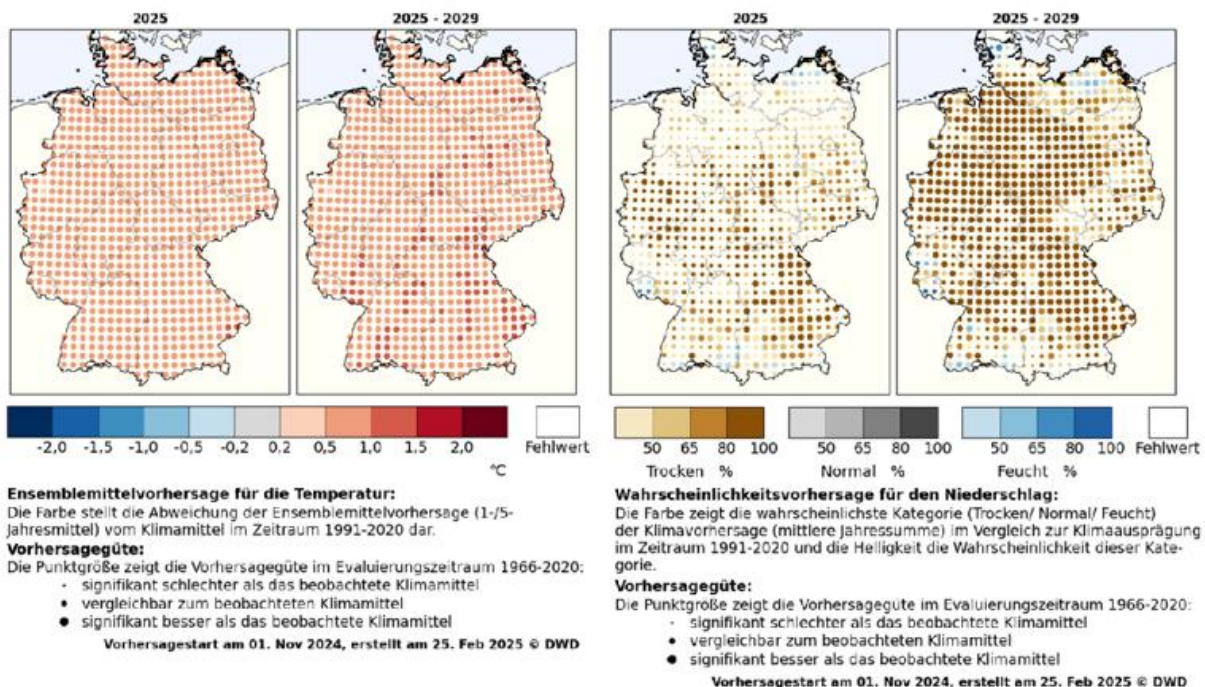 2025
2025 - 2029
-2,0 -1,5 -1,0 -0,5 -0,2 0,2 0,5 1,0 1,5 2,0
Fehlwert
°C
Ensemblemittelvorhersage für die Temperatur:
Die Farbe stellt die Abweichung der Ensemblemittelvorhersage (1-/5-
Jahresmittel) vom Klimamittel im Zeitraum 1991-2020 dar.
Vorhersagegüte:
Die Punktgröße zeigt die Vorhersagegüte im Evaluierungszeitraum 1966-2020:
signifikant schlechter als das beobachtete Klimamittel
vergleichbar zum beobachteten Klimamittel
signifikant besser als das beobachtete Klimamittel
Vorhersagestart am 01. Nov 2024, erstellt am 25. Feb 2025 © DWD
2025
2025 - 2029
50 65 80 100
Trocken %
50 65 80 100
Normal %
50 65 80 100
Feucht %
Fehlwert
Wahrscheinlichkeitsvorhersage für den Niederschlag:
Die Farbe zeigt die wahrscheinlichste Kategorie (Trocken/ Normal/ Feucht)
der Klimavorhersage (mittlere Jahressumme) im Vergleich zur Klimaausprägung
im Zeitraum 1991-2020 und die Helligkeit die Wahrscheinlichkeit dieser Kate-
gorie.
Vorhersagegüte:
Die Punktgröße zeigt die Vorhersagegüte im Evaluierungszeitraum 1966-2020:
signifikant schlechter als das beobachtete Klimamittel
vergleichbar zum beobachteten Klimamittel
signifikant besser als das beobachtete Klimamittel
Vorhersagestart am 01. Nov 2024, erstellt am 25. Feb 2025 © DWD